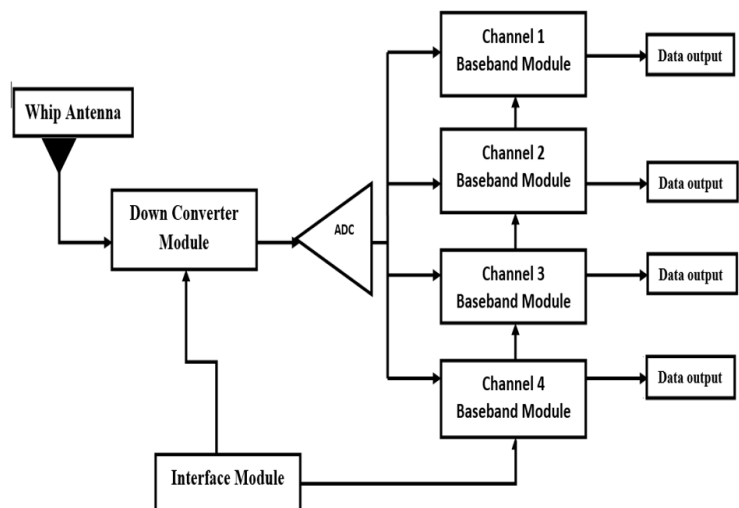 Whip Antenna
Down Converter
Module
ADC
Channel 1
Baseband Module
Data output
Channel 2
Baseband Module
Data output
Channel 3
Baseband Module
Data output
Channel 4
Baseband Module
Data output
Interface Module